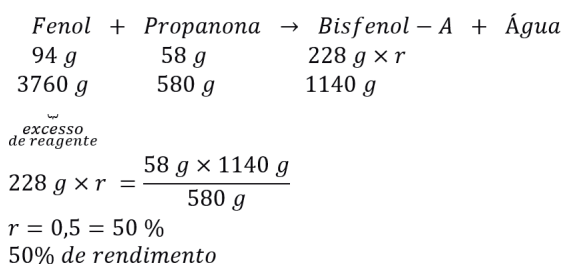 Fenol + Propanona → Bisfenol − A + Água
94 g 58 g 228 g × r
3760 g 580 g 1140 g
excesso
de reagente
228 g × r = 58 g × 1140 g / 580 g
r = 0,5 = 50 %
50% de rendimento